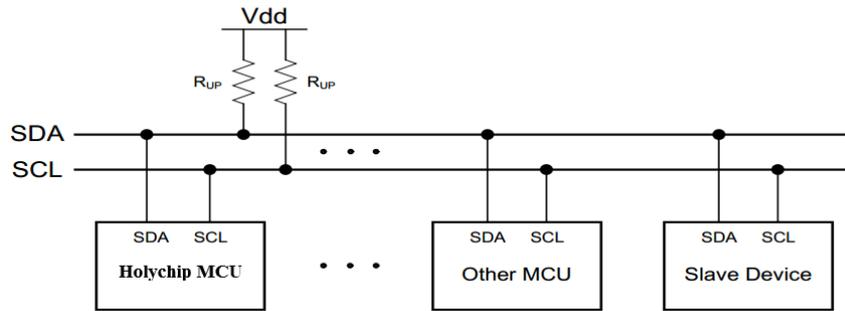 Vdd
RUP RUP
SDA
SCL
SDA SCL SDA SCL SDA SCL
Holychip MCU Other MCU Slave Device